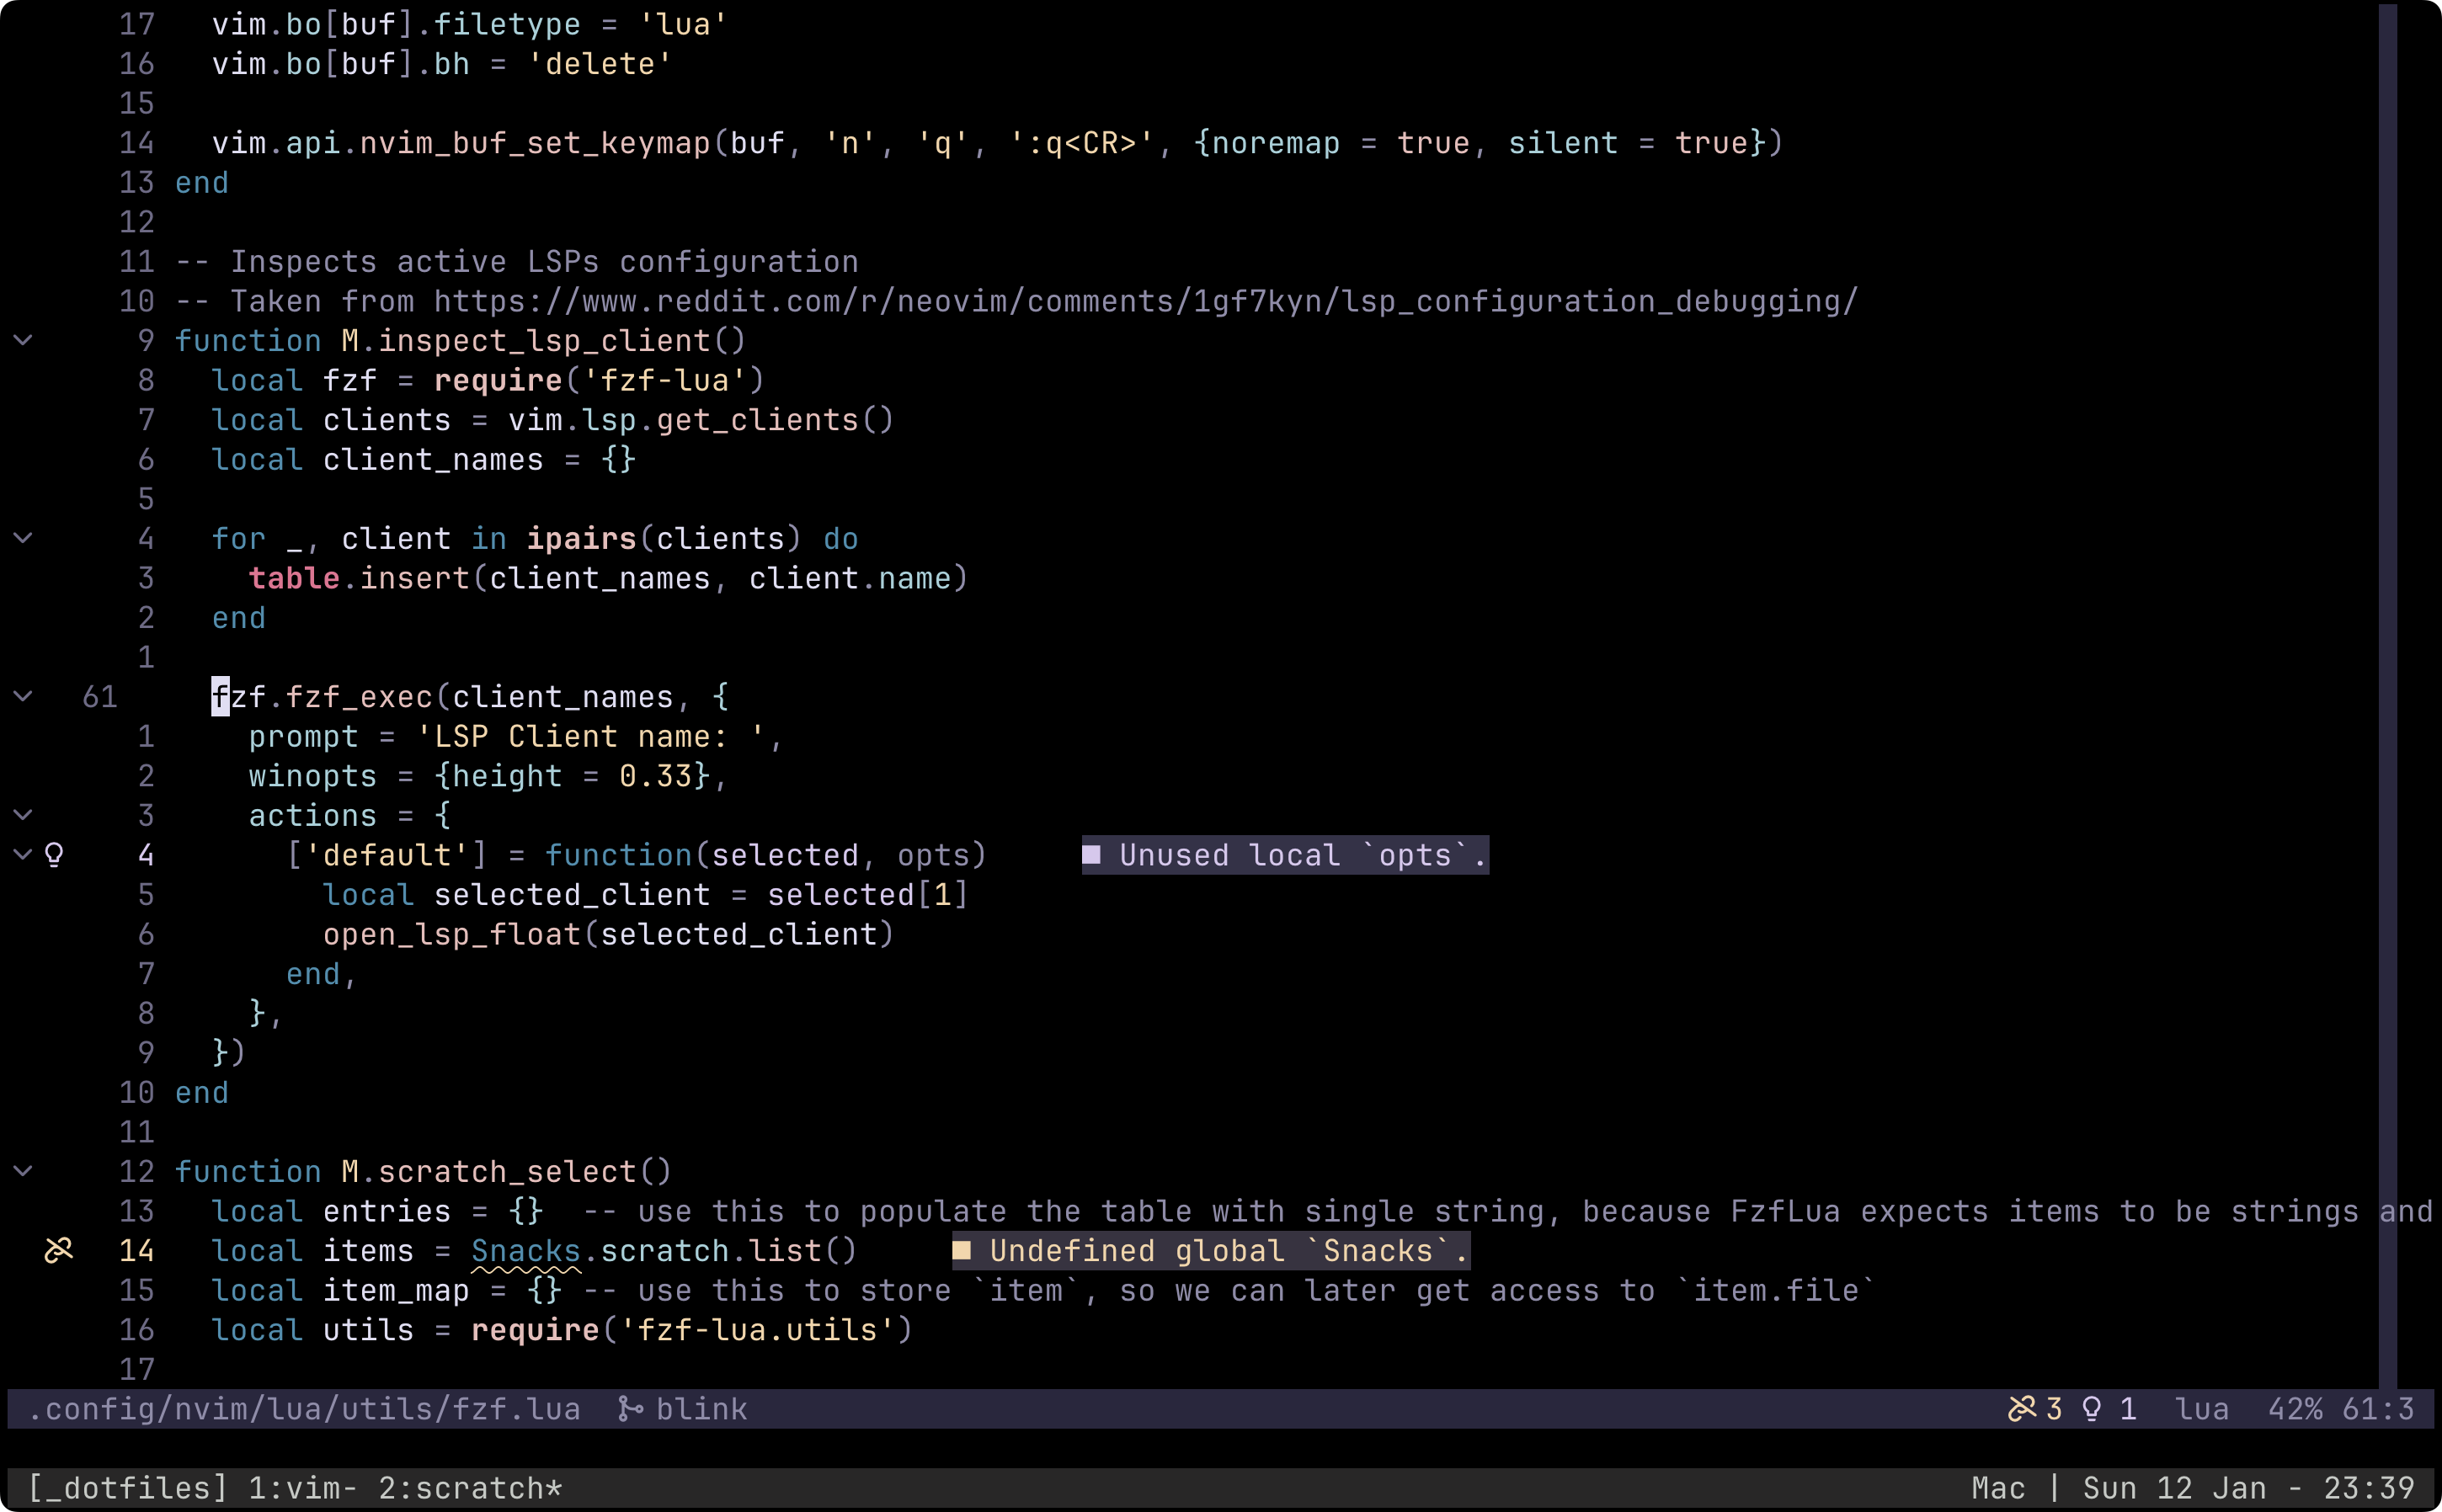 17   vim.bo[buf].filetype = 'lua'
16   vim.bo[buf].bh = 'delete'
15
14   vim.api.nvim_buf_set_keymap(buf, 'n', 'q', ':q<CR>', {noremap = true, silent = true})
13 end
12
11 -- Inspects active LSPs configuration
10 -- Taken from https://www.reddit.com/r/neovim/comments/1gf7kyn/lsp_configuration_debugging/
9 function M.inspect_lsp_client()
8   local fzf = require('fzf-lua')
7   local clients = vim.lsp.get_clients()
6   local client_names = {}
5
4   for _, client in ipairs(clients) do
3     table.insert(client_names, client.name)
2   end
1
61   fzf.fzf_exec(client_names, {
1     prompt = 'LSP Client name: ',
2     winopts = {height = 0.33},
3     actions = {
4       ['default'] = function(selected, opts)     ■ Unused local `opts`.
5         local selected_client = selected[1]
6         open_lsp_float(selected_client)
7       end,
8     },
9   })
10 end
11
12 function M.scratch_select()
13   local entries = {}  -- use this to populate the table with single string, because FzfLua expects items to be strings and
14   local items = Snacks.scratch.list()     ■ Undefined global `Snacks`.
15   local item_map = {} -- use this to store `item`, so we can later get access to `item.file`
16   local utils = require('fzf-lua.utils')
17
.config/nvim/lua/utils/fzf.lua  blink 3 1 lua 42% 61:3
[_dotfiles] 1:vim- 2:scratch* Mac | Sun 12 Jan - 23:39